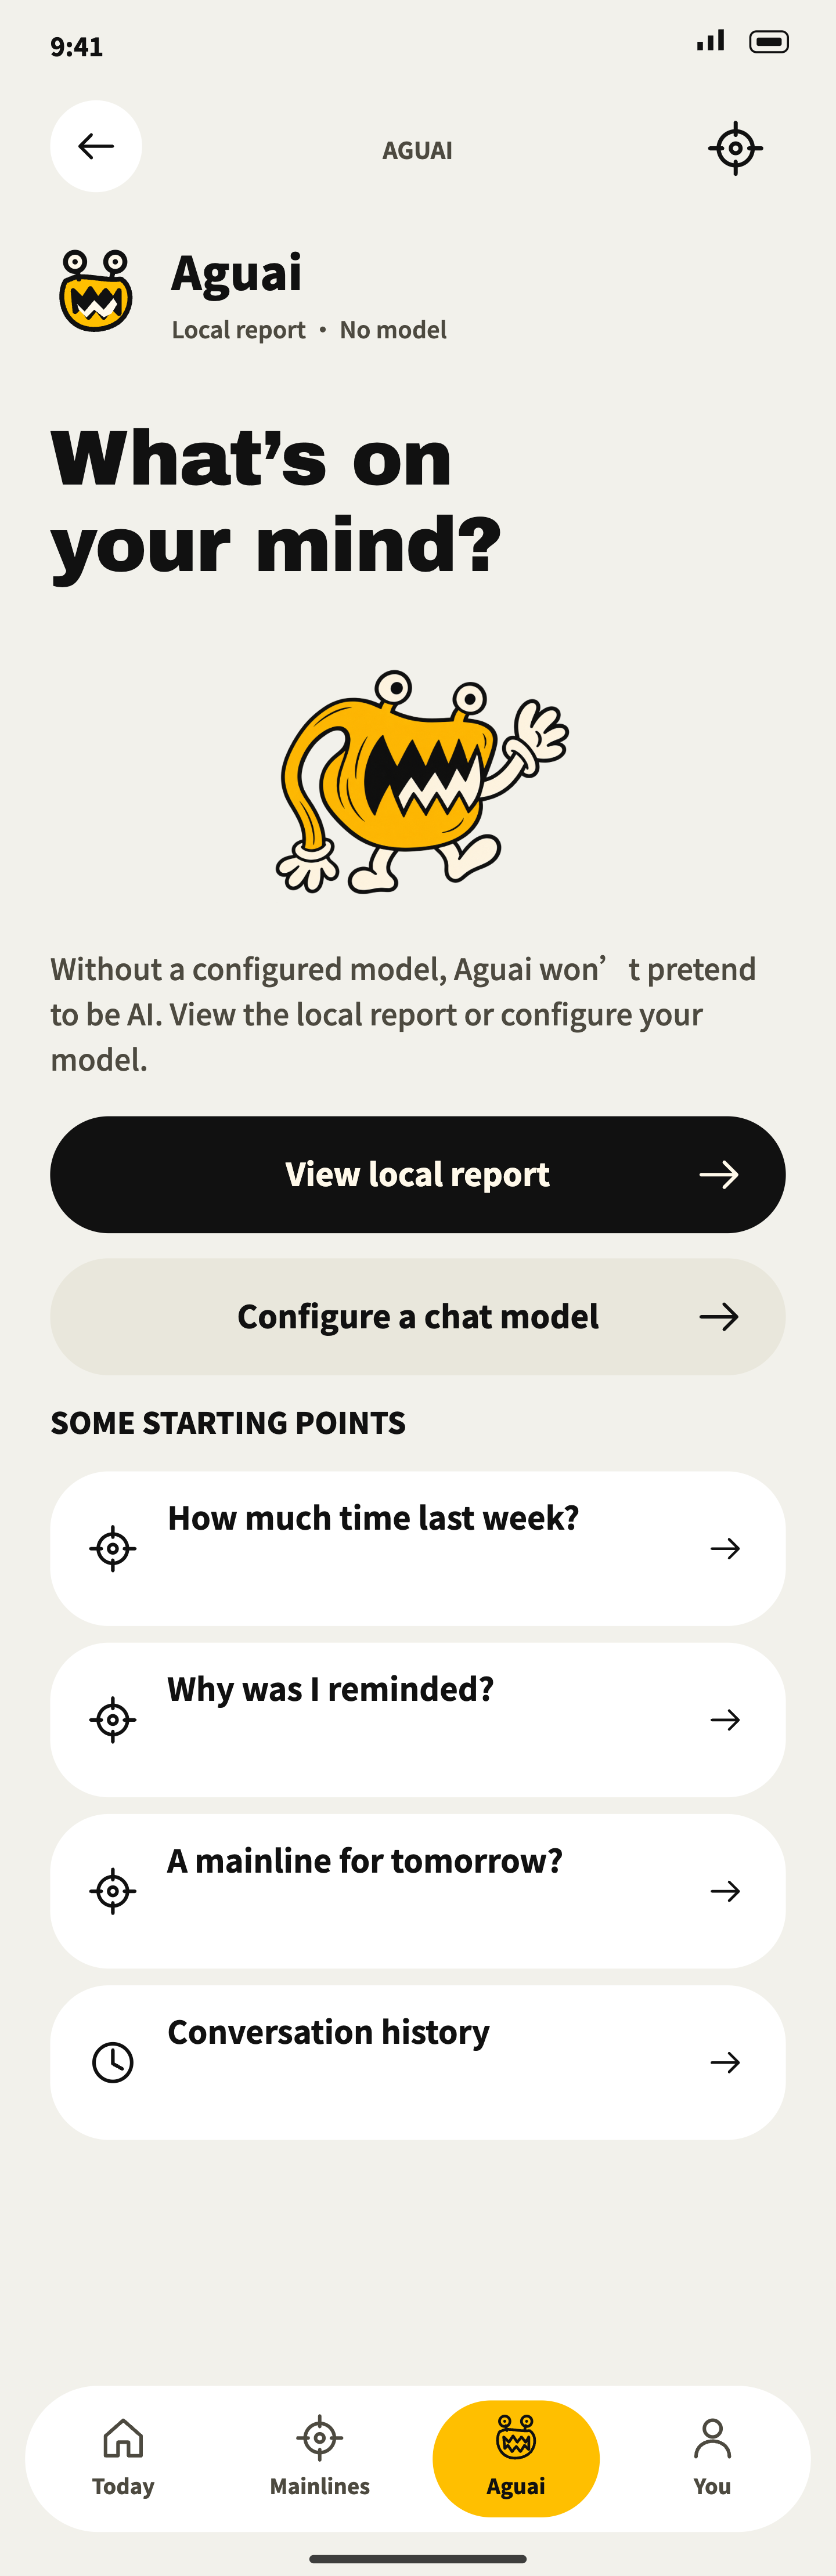 9:41
AGUAI
Aguai
Local report • No model
What’s on
your mind?
Without a configured model, Aguai won’t pretend
to be AI. View the local report or configure your
model.
View local report
Configure a chat model
SOME STARTING POINTS
How much time last week?
Why was I reminded?
A mainline for tomorrow?
Conversation history
Today
Mainlines
Aguai
You